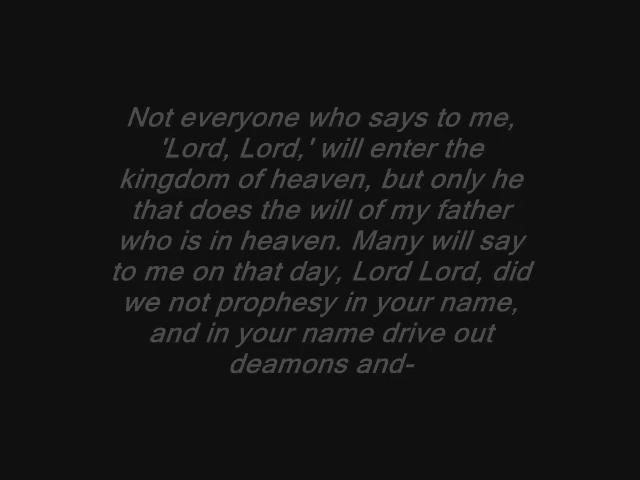 Not everyone who says to me,
'Lord, Lord,' will enter the
kingdom of heaven, but only he
that does the will of my father
who is in heaven. Many will say
to me on that day, Lord Lord, did
we not prophesy in your name,
and in your name drive out
deamons and-